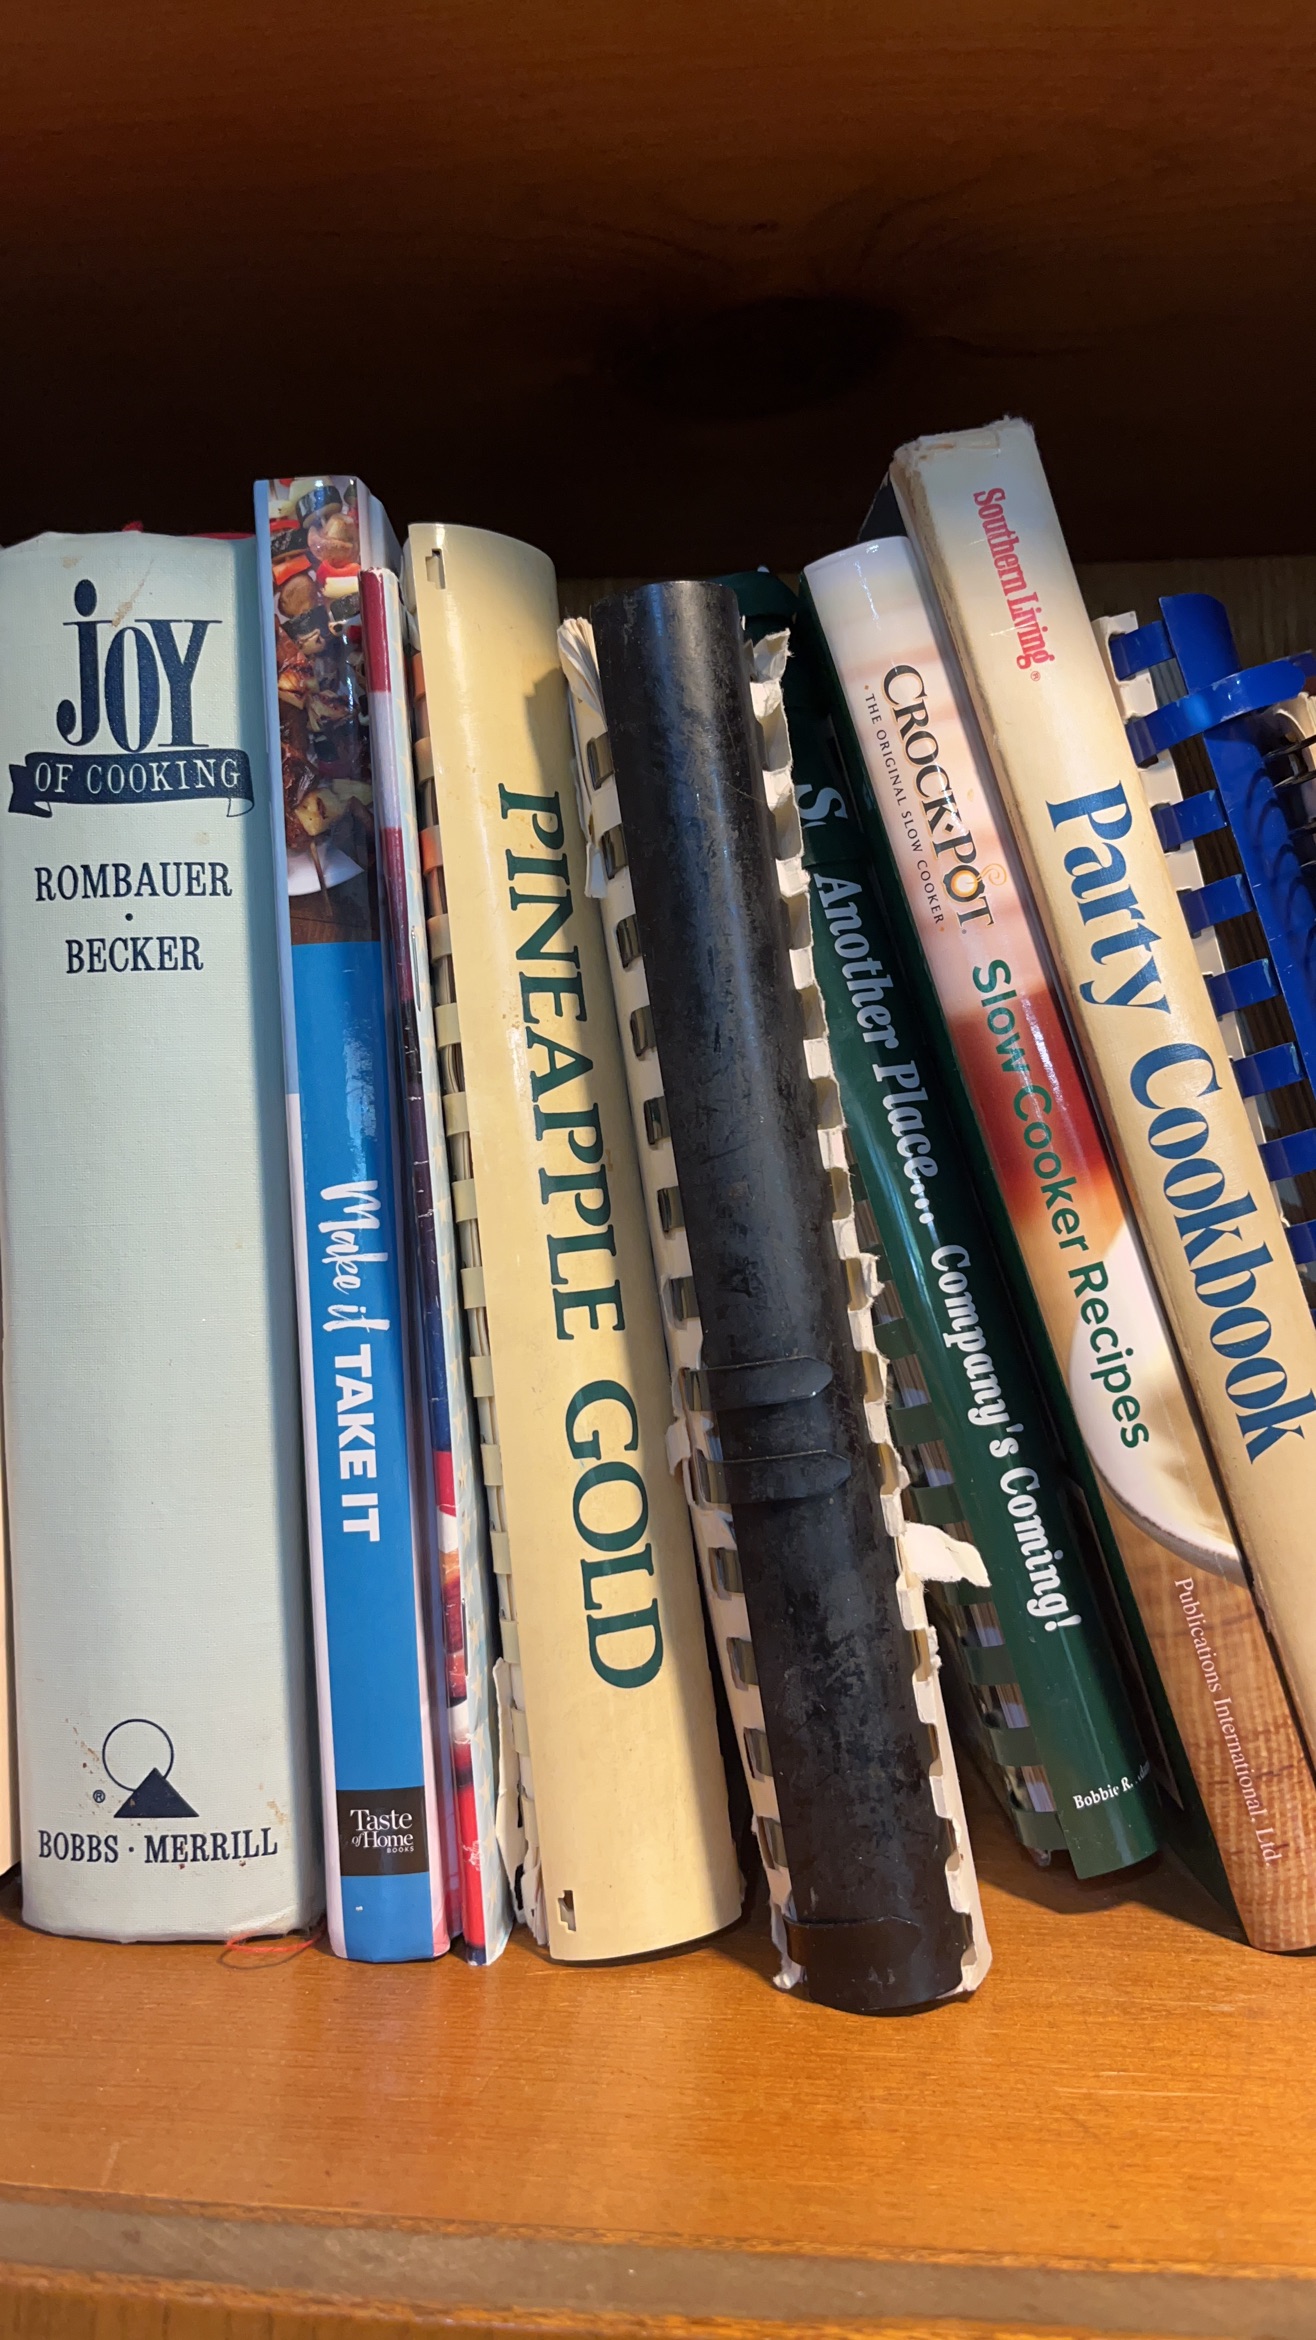 JOY
OF COOKING
ROMBAUER
·
BECKER
®
BOBBS · MERRILL
Make it TAKE IT
Taste
of Home
BOOKS
PINEAPPLE GOLD
Another Place... Company's Coming!
Bobbie
CROCK·POT®
· THE ORIGINAL SLOW COOKER ·
Slow Cooker Recipes
Publications International, Ltd.
Southern Living®
Party Cookbook